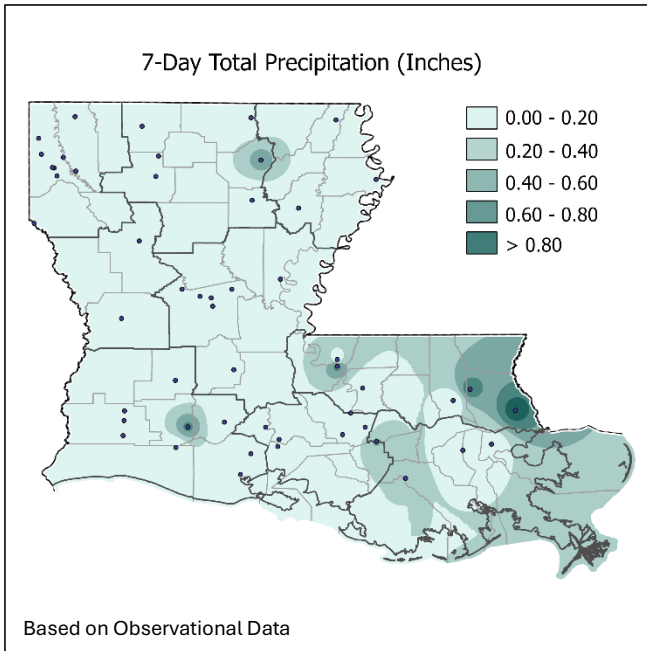 7-Day Total Precipitation (Inches)
0.00 - 0.20
0.20 - 0.40
0.40 - 0.60
0.60 - 0.80
> 0.80
Based on Observational Data